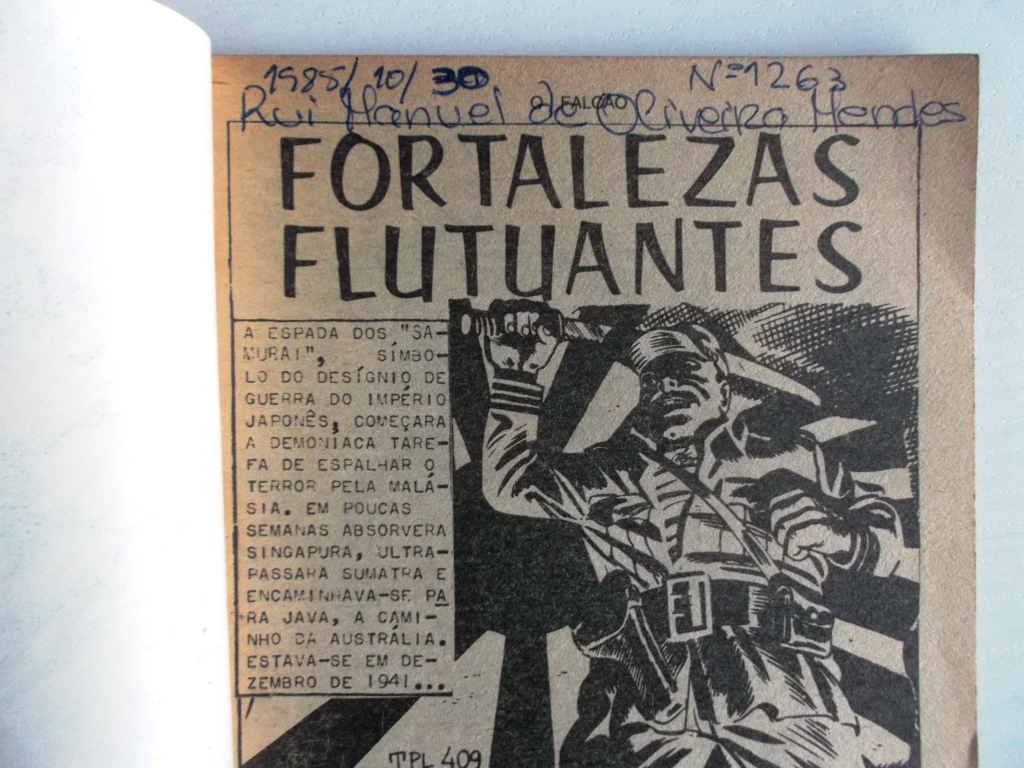 1985/10/30 Nº1263
O FALCÃO
Rui Manuel de Oliveira Mendes
FORTALEZAS
FLUTUANTES
A ESPADA DOS "SA-
MURAI", SÍMBO-
LO DO DESÍGNIO DE
GUERRA DO IMPÉRIO
JAPONÊS, COMEÇARA
A DEMONÍACA TARE-
FA DE ESPALHAR O
TERROR PELA MALÁ-
SIA. EM POUCAS
SEMANAS ABSORVERA
SINGAPURA, ULTRA-
PASSARA SUMATRA E
ENCAMINHAVA-SE PA
RA JAVA, A CAMI-
NHO DA AUSTRÁLIA.
ESTAVA-SE EM DE-
ZEMBRO DE 1941...
TPL 409